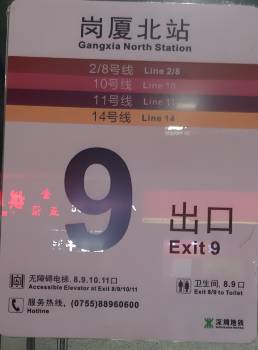 岗厦北站
Gangxia North Station
2/8号线 Line 2/8
10号线 Line 10
11号线 Line 11
14号线 Line 14
9 出口
Exit 9
无障碍电梯. 8.9.10.11口
Accessible Elevator at Exit 8/9/10/11
卫生间. 8.9口
Exit 8/9 to Toilet
服务热线. (0755)88960600
Hotline
深圳地铁